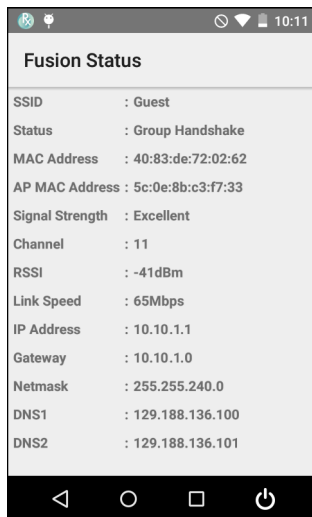 10:11
Fusion Status
SSID : Guest
Status : Group Handshake
MAC Address : 40:83:de:72:02:62
AP MAC Address : 5c:0e:8b:c3:f7:33
Signal Strength : Excellent
Channel : 11
RSSI : -41dBm
Link Speed : 65Mbps
IP Address : 10.10.1.1
Gateway : 10.10.1.0
Netmask : 255.255.240.0
DNS1 : 129.188.136.100
DNS2 : 129.188.136.101